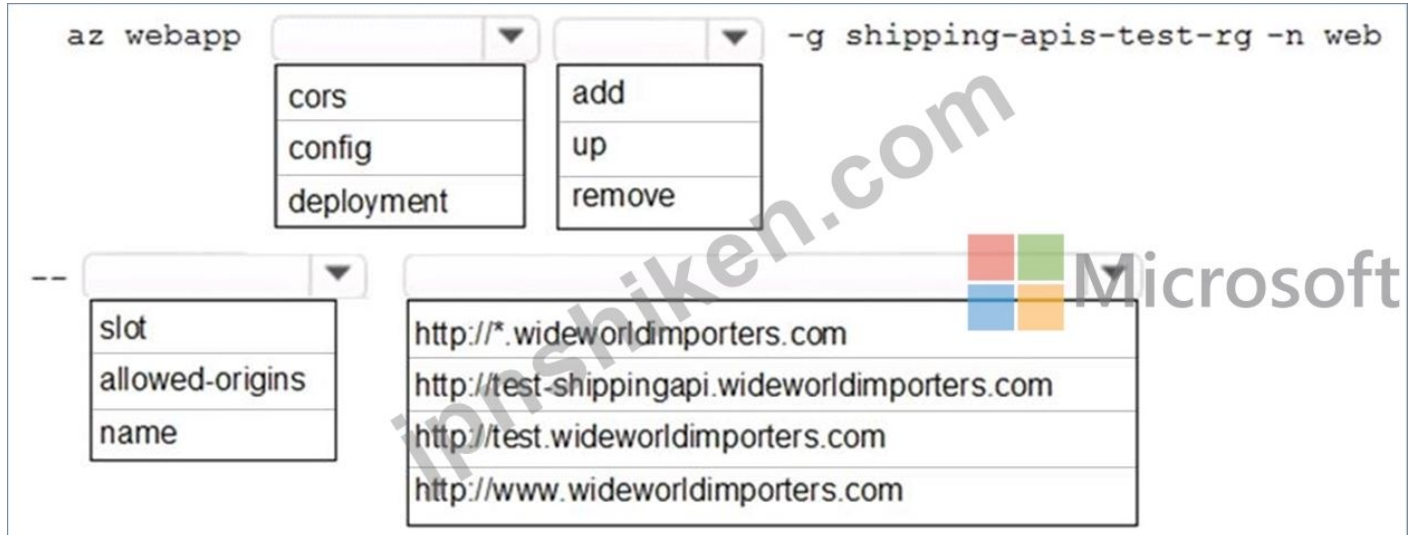 az webapp -g shipping-apis-test-rg -n web
cors add
config up
deployment remove
--
Microsoft
slot http://*.wideworldimporters.com
allowed-origins http://test-shippingapi.wideworldimporters.com
name http://test.wideworldimporters.com
http://www.wideworldimporters.com
jpnshiken.com